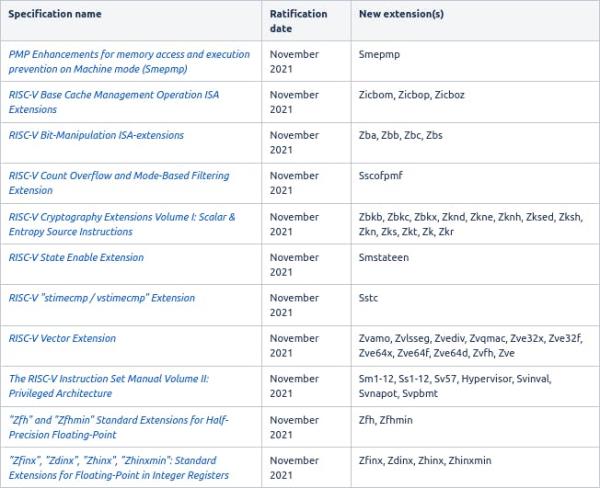 Specification name
Ratification
date
New extension(s)
PMP Enhancements for memory access and execution
prevention on Machine mode (Smepmp)
November
2021
Smepmp
RISC-V Base Cache Management Operation ISA
Extensions
November
2021
Zicbom, Zicbop, Zicboz
RISC-V Bit-Manipulation ISA-extensions
November
2021
Zba, Zbb, Zbc, Zbs
RISC-V Count Overflow and Mode-Based Filtering
Extension
November
2021
Sscofpmf
RISC-V Cryptography Extensions Volume I: Scalar &
Entropy Source Instructions
November
2021
Zbkb, Zbkc, Zbkx, Zknd, Zkne, Zknh, Zksed, Zksh,
Zkn, Zks, Zkt, Zk, Zkr
RISC-V State Enable Extension
November
2021
Smstateen
RISC-V "stimecmp / vstimecmp" Extension
November
2021
Sstc
RISC-V Vector Extension
November
2021
Zvamo, Zvlsseg, Zvediv, Zvqmac, Zve32x, Zve32f,
Zve64x, Zve64f, Zve64d, Zvfh, Zve
The RISC-V Instruction Set Manual Volume II:
Privileged Architecture
November
2021
Sm1-12, Ss1-12, Sv57, Hypervisor, Svinval,
Svnapot, Svpbmt
"Zfh" and "Zfhmin" Standard Extensions for Half-
Precision Floating-Point
November
2021
Zfh, Zfhmin
"Zfinx", "Zdinx", "Zhinx", "Zhinxmin": Standard
Extensions for Floating-Point in Integer Registers
November
2021
Zfinx, Zdinx, Zhinx, Zhinxmin